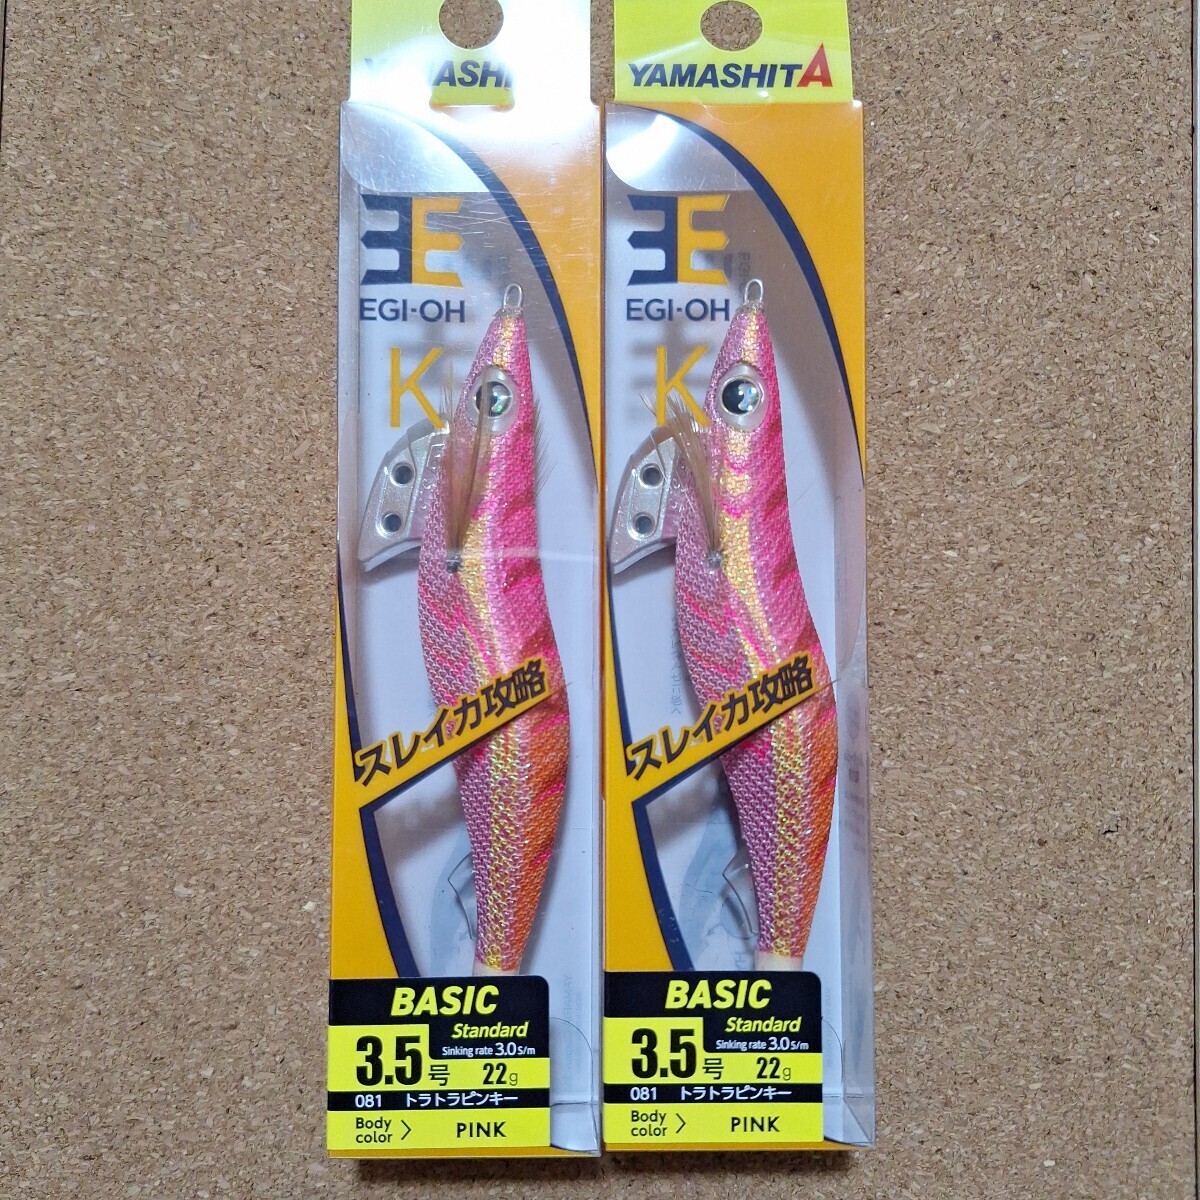 YAMASHITA
EGI-OH
K
スレイカ攻略
BASIC
Standard
Sinking rate 3.0 s/m
3.5号 22g
081 トラトラピンキー
Body color > PINK
YAMASHITA
EGI-OH
K
スレイカ攻略
BASIC
Standard
Sinking rate 3.0 s/m
3.5号 22g
081 トラトラピンキー
Body color > PINK